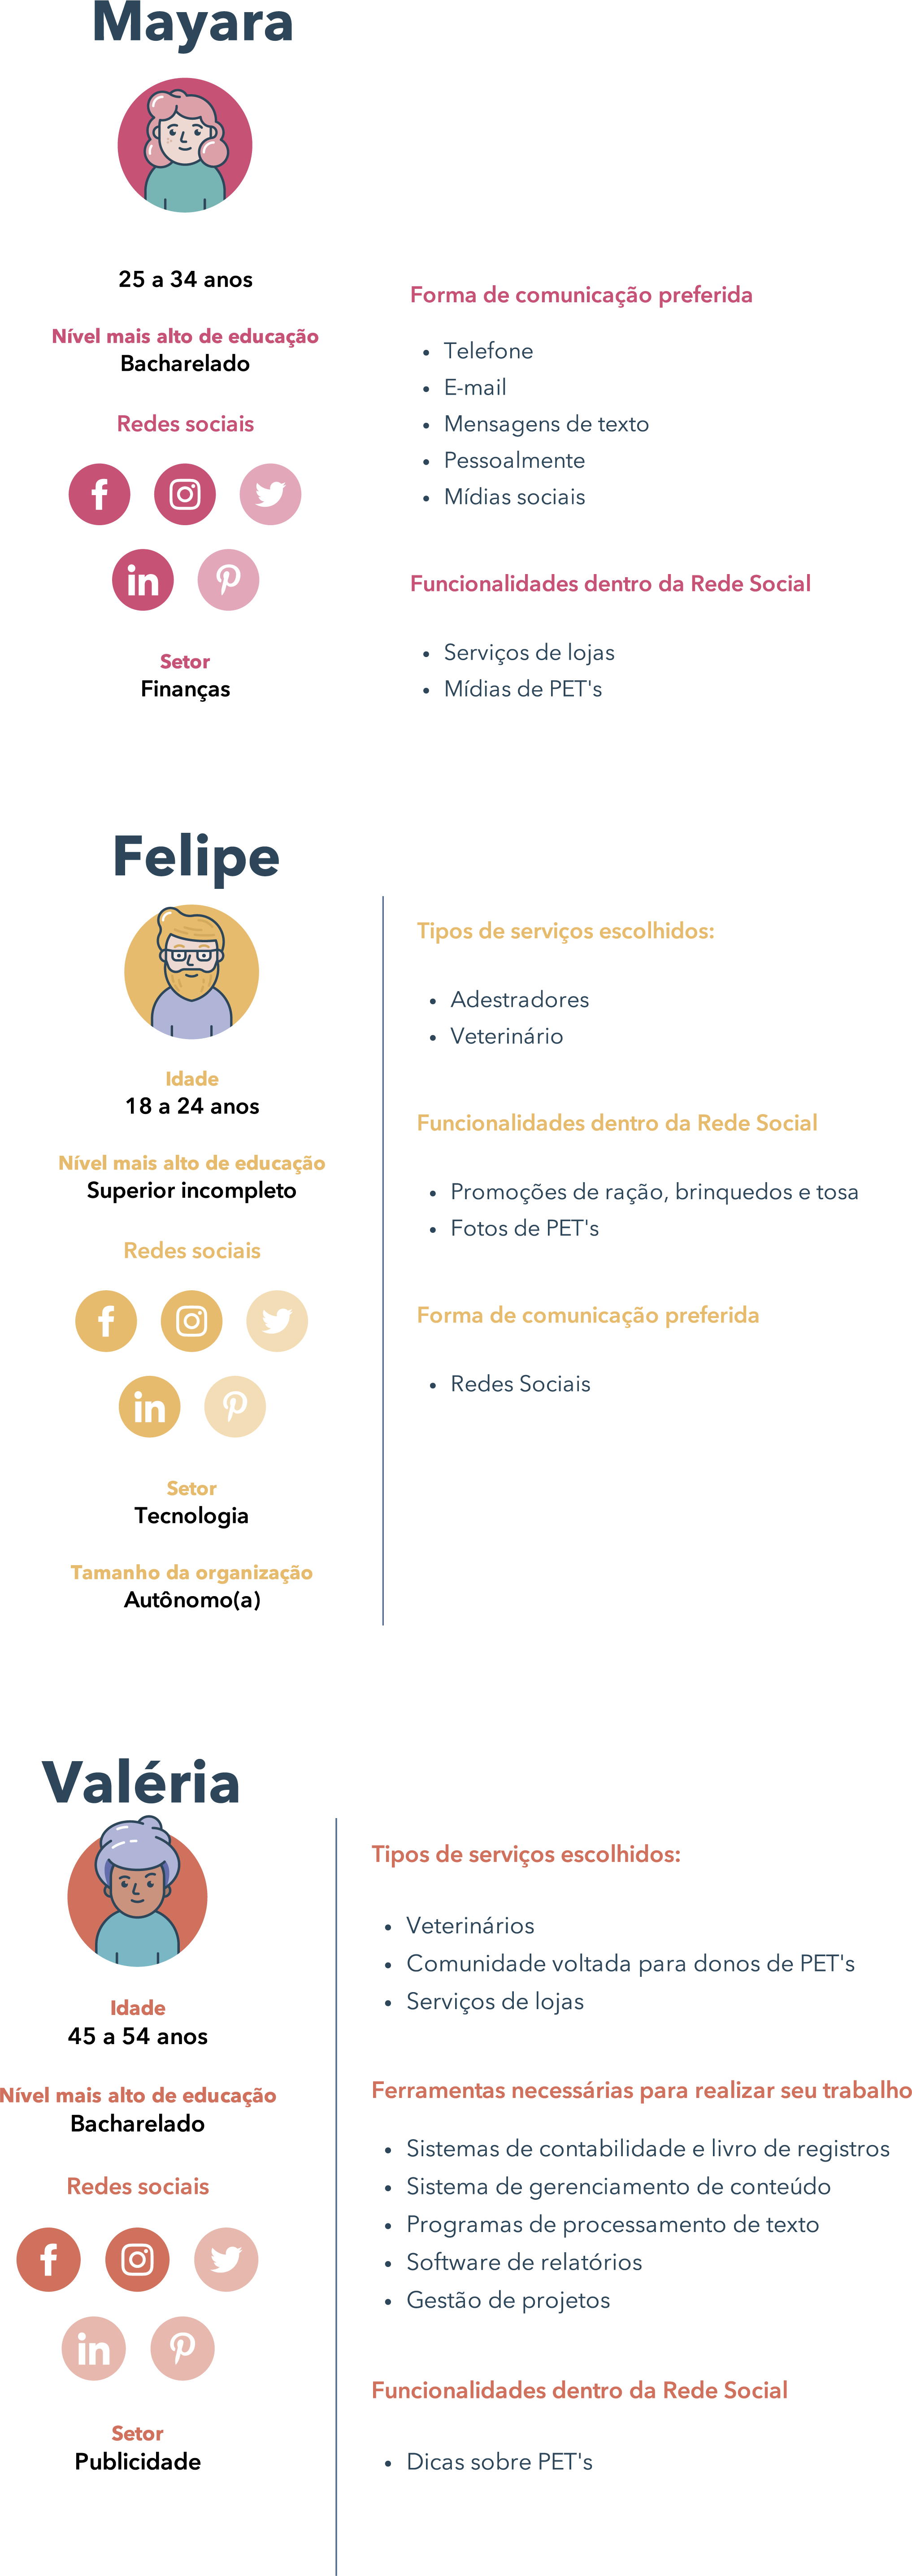 Mayara
25 a 34 anos
Nível mais alto de educação
Bacharelado
Redes sociais
f
in
Setor
Finanças
Forma de comunicação preferida
• Telefone
• E-mail
• Mensagens de texto
• Pessoalmente
• Mídias sociais
Funcionalidades dentro da Rede Social
• Serviços de lojas
• Mídias de PET's
Felipe
Idade
18 a 24 anos
Nível mais alto de educação
Superior incompleto
Redes sociais
f
in
Setor
Tecnologia
Tamanho da organização
Autônomo(a)
Tipos de serviços escolhidos:
• Adestradores
• Veterinário
Funcionalidades dentro da Rede Social
• Promoções de ração, brinquedos e tosa
• Fotos de PET's
Forma de comunicação preferida
• Redes Sociais
Valéria
Idade
45 a 54 anos
Nível mais alto de educação
Bacharelado
Redes sociais
f
in
Setor
Publicidade
Tipos de serviços escolhidos:
• Veterinários
• Comunidade voltada para donos de PET's
• Serviços de lojas
Ferramentas necessárias para realizar seu trabalho
• Sistemas de contabilidade e livro de registros
• Sistema de gerenciamento de conteúdo
• Programas de processamento de texto
• Software de relatórios
• Gestão de projetos
Funcionalidades dentro da Rede Social
• Dicas sobre PET's